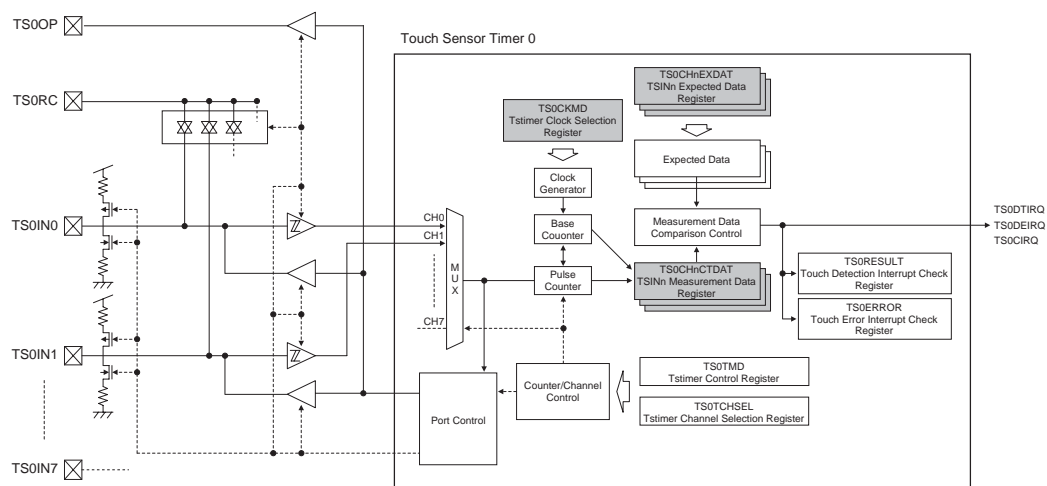 TS0OP
Touch Sensor Timer 0
TS0RC
TS0CHnEXDAT
TSINn Expected Data
Register
TS0CKMD
Tstimer Clock Selection
Register
Expected Data
Clock
Generator
TS0IN0
CH0
CH1
CH7
MUX
Base
Couonter
Pulse
Counter
Measurement Data
Comparison Control
TS0DTIRQ
TS0DEIRQ
TS0CIRQ
TS0CHnCTDAT
TSINn Measurement Data
Register
TS0RESULT
Touch Detection Interrupt Check
Register
TS0ERROR
Touch Error Interrupt Check
Register
TS0IN1
Port Control
Counter/Channel
Control
TS0TMD
Tstimer Control Register
TS0TCHSEL
Tstimer Channel Selection Register
TS0IN7